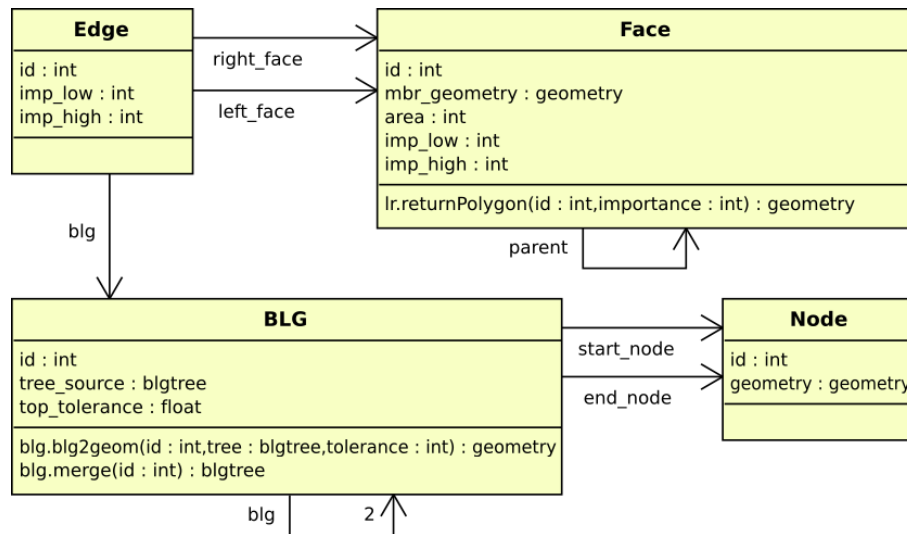 Edge
id : int
imp_low : int
imp_high : int
right_face
left_face
Face
id : int
mbr_geometry : geometry
area : int
imp_low : int
imp_high : int
lr.returnPolygon(id : int,importance : int) : geometry
parent
blg
BLG
id : int
tree_source : blgtree
top_tolerance : float
blg.blg2geom(id : int,tree : blgtree,tolerance : int) : geometry
blg.merge(id : int) : blgtree
start_node
end_node
Node
id : int
geometry : geometry
blg
2